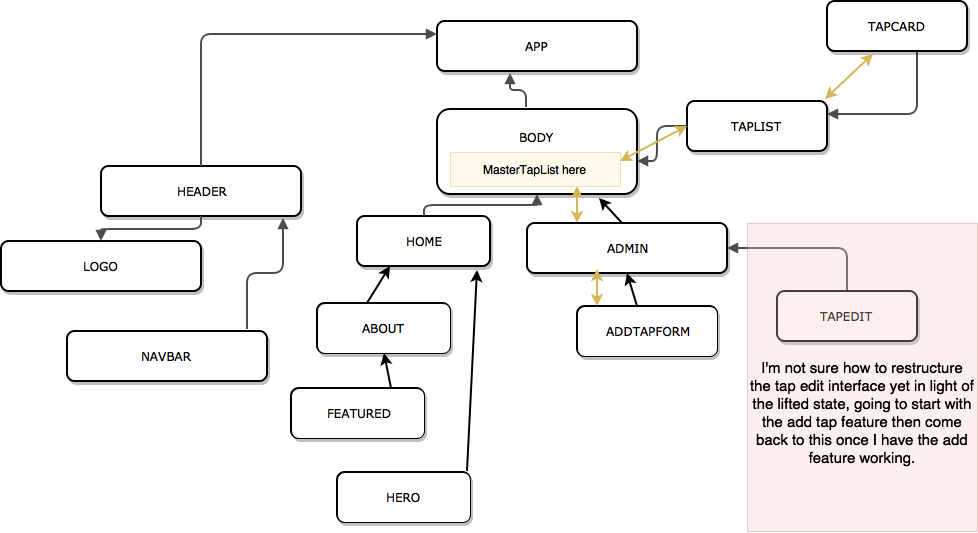 TAPCARD
APP
TAPLIST
BODY
MasterTapList here
HEADER
HOME
ADMIN
LOGO
TAPEDIT
ABOUT
ADDTAPFORM
NAVBAR
I'm not sure how to restructure
the tap edit interface yet in light of
the lifted state, going to start with
the add tap feature then come
back to this once I have the add
feature working.
FEATURED
HERO